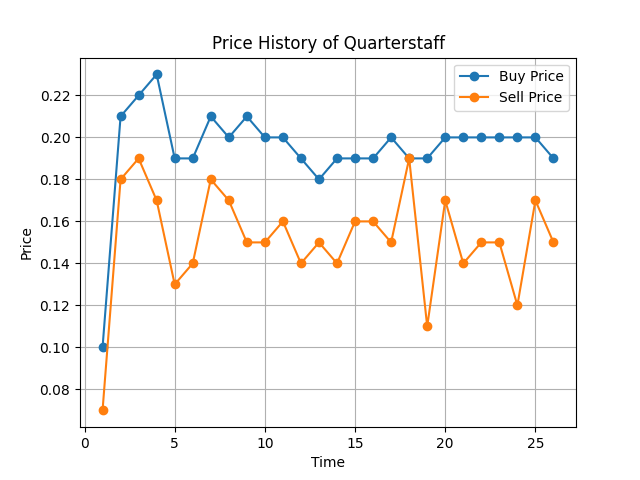 Price History of Quarterstaff
Buy Price
Sell Price
0.22
0.20
0.18
0.16
0.14
0.12
0.10
0.08
Price
0 5 10 15 20 25
Time